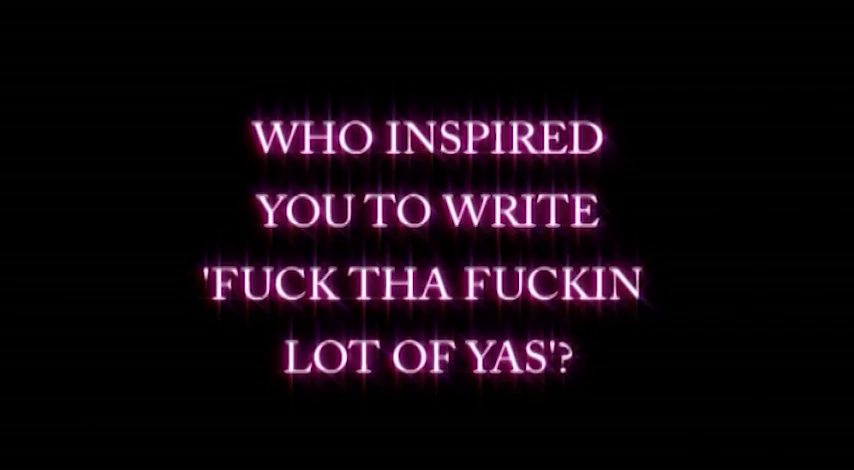 WHO INSPIRED
YOU TO WRITE
'FUCK THA FUCKIN
LOT OF YAS'?